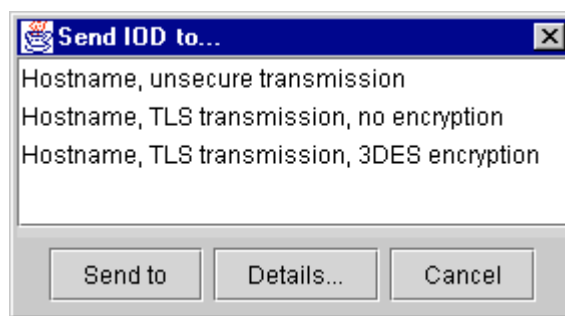 Send IOD to...
Hostname, unsecure transmission
Hostname, TLS transmission, no encryption
Hostname, TLS transmission, 3DES encryption
Send to
Details...
Cancel